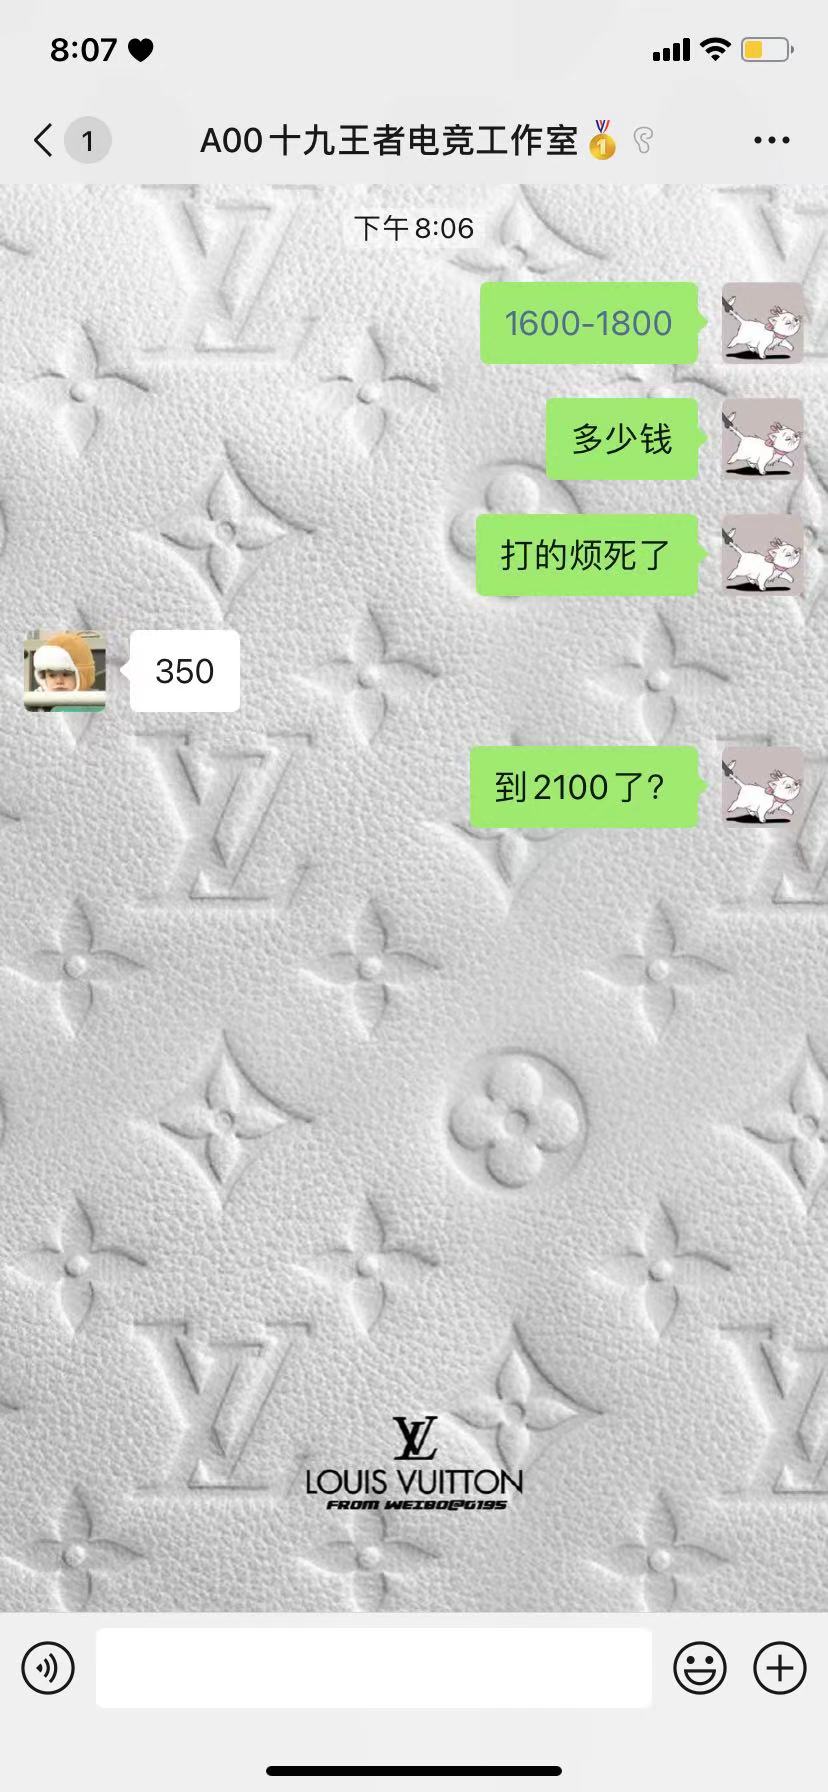 8:07
1
A00十九王者电竞工作室
下午8:06
1600-1800
多少钱
打的烦死了
350
到2100了?
LOUIS VUITTON
FROM WEIBO@G195